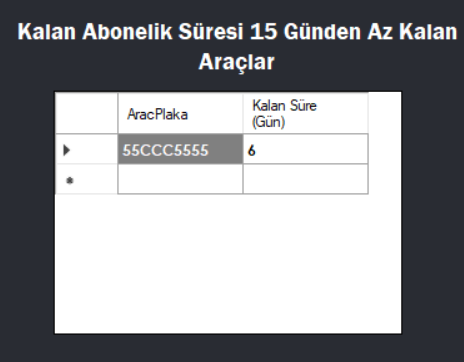 Kalan Abonelik Süresi 15 Günden Az Kalan
Araçlar
AracPlaka Kalan Süre
(Gün)
55CCC5555 6